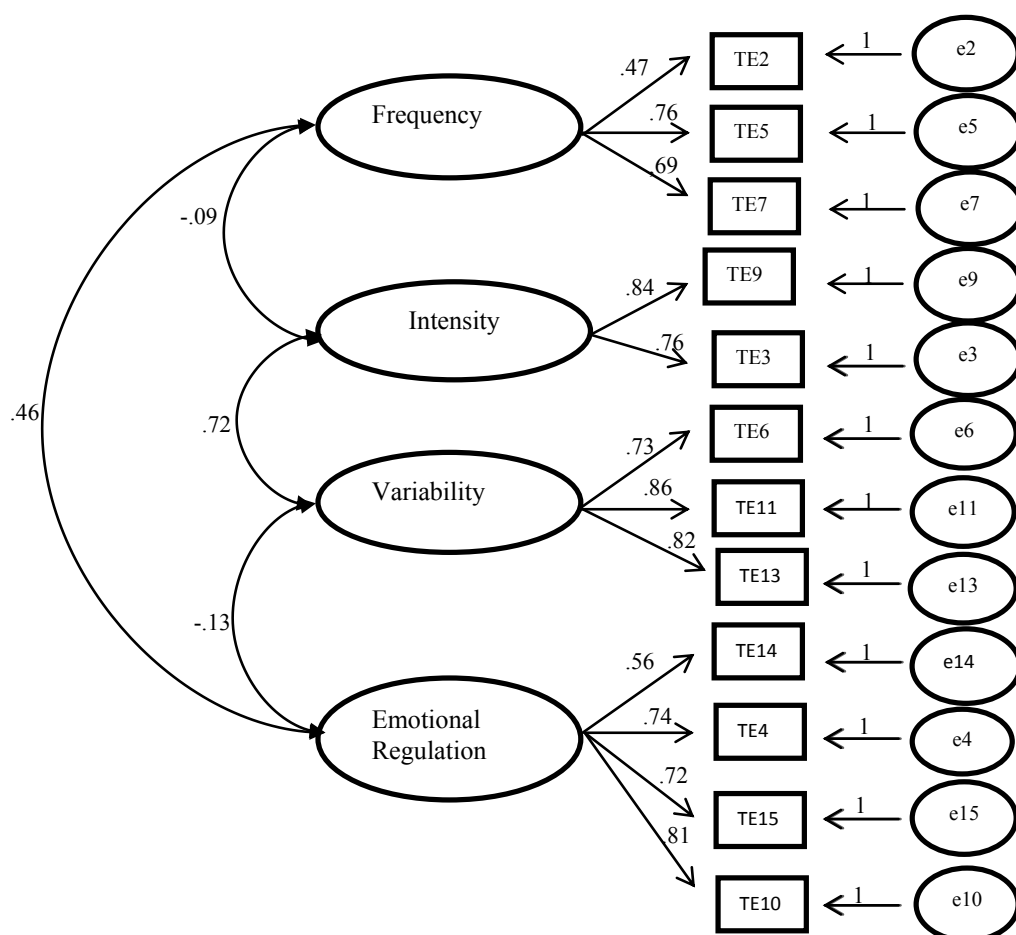 TE2
1
e2
.47
Frequency
.76
TE5
1
e5
.69
TE7
1
e7
-.09
TE9
1
e9
.84
Intensity
.76
TE3
1
e3
.46
.72
TE6
1
e6
.73
Variability
.86
TE11
1
e11
.82
TE13
1
e13
-.13
.56
TE14
1
e14
Emotional
Regulation
.74
TE4
1
e4
.72
TE15
1
e15
.81
TE10
1
e10